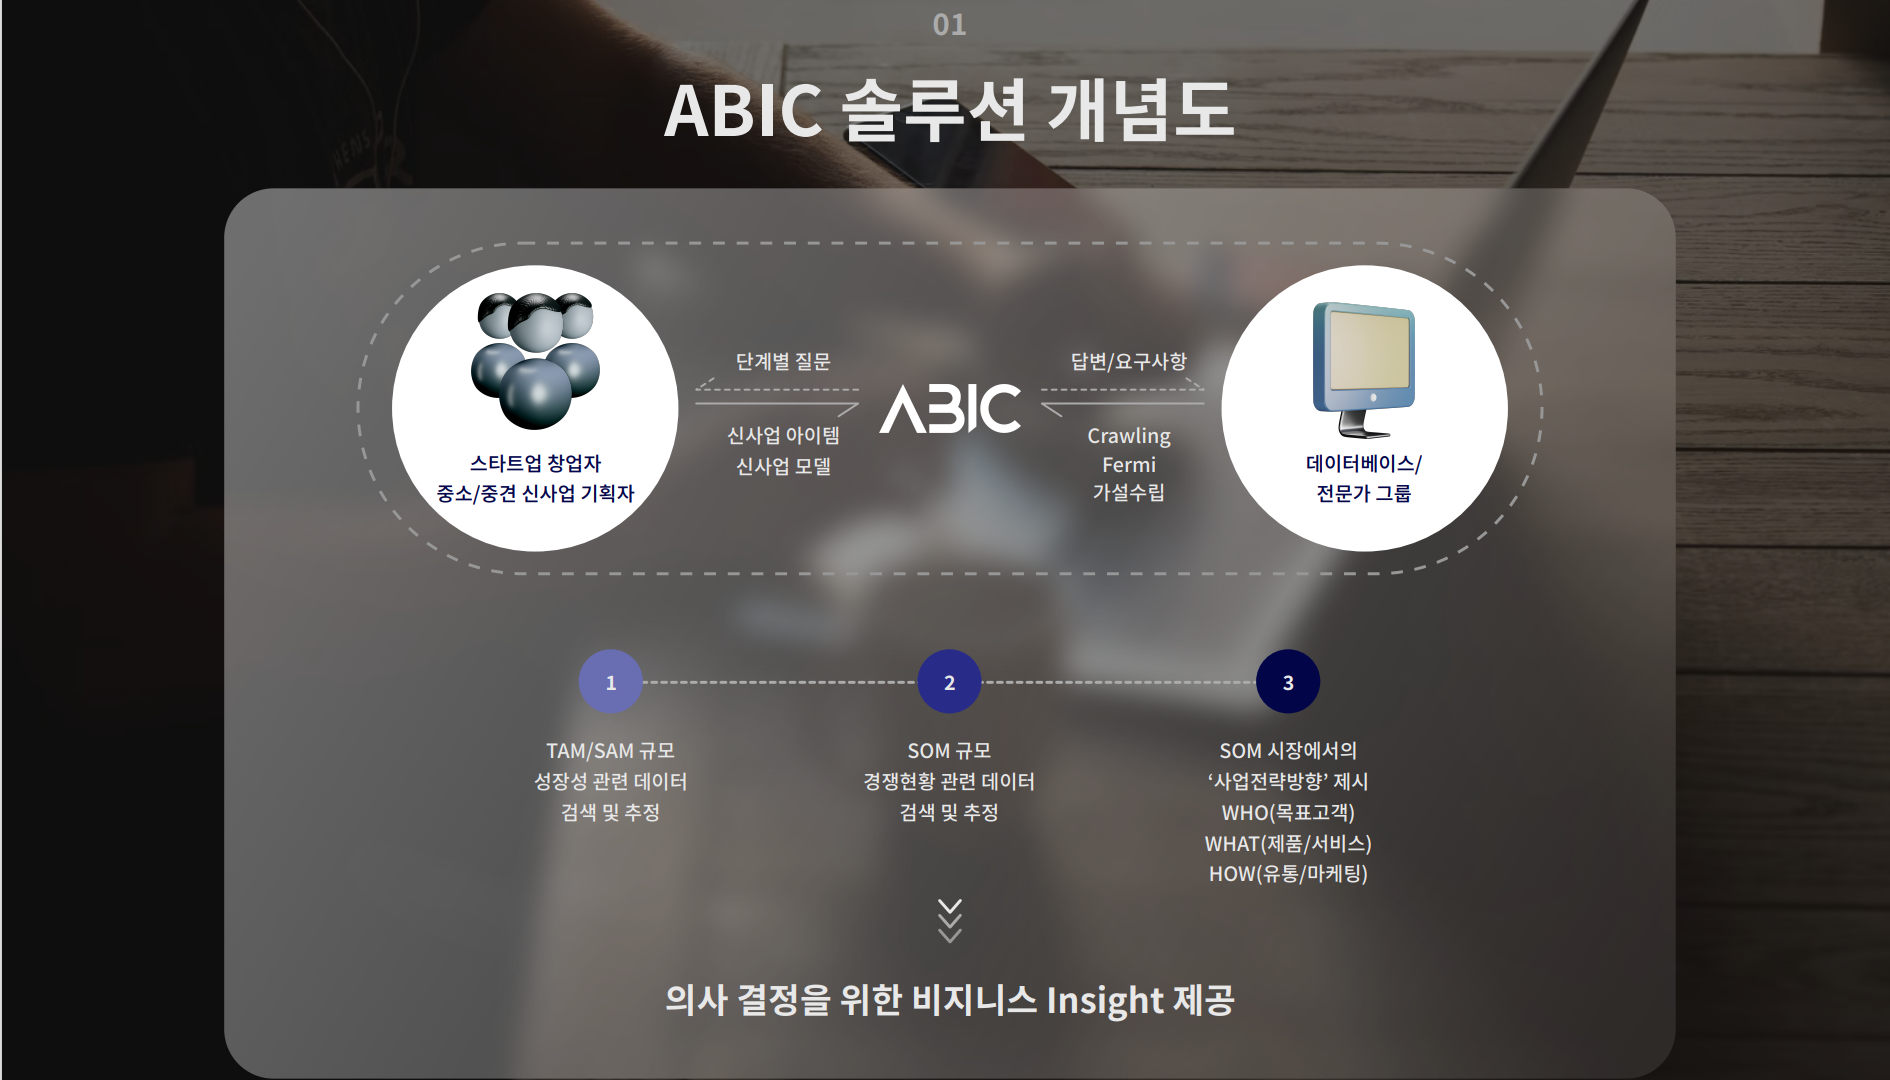 01
ABIC 솔루션 개념도
스타트업 창업자
중소/중견 신사업 기획자
단계별 질문
신사업 아이템
신사업 모델
ABIC
답변/요구사항
Crawling
Fermi
가설수립
데이터베이스/
전문가 그룹
1
TAM/SAM 규모
성장성 관련 데이터
검색 및 추정
2
SOM 규모
경쟁현황 관련 데이터
검색 및 추정
3
SOM 시장에서의
‘사업전략방향’ 제시
WHO(목표고객)
WHAT(제품/서비스)
HOW(유통/마케팅)
의사 결정을 위한 비지니스 Insight 제공